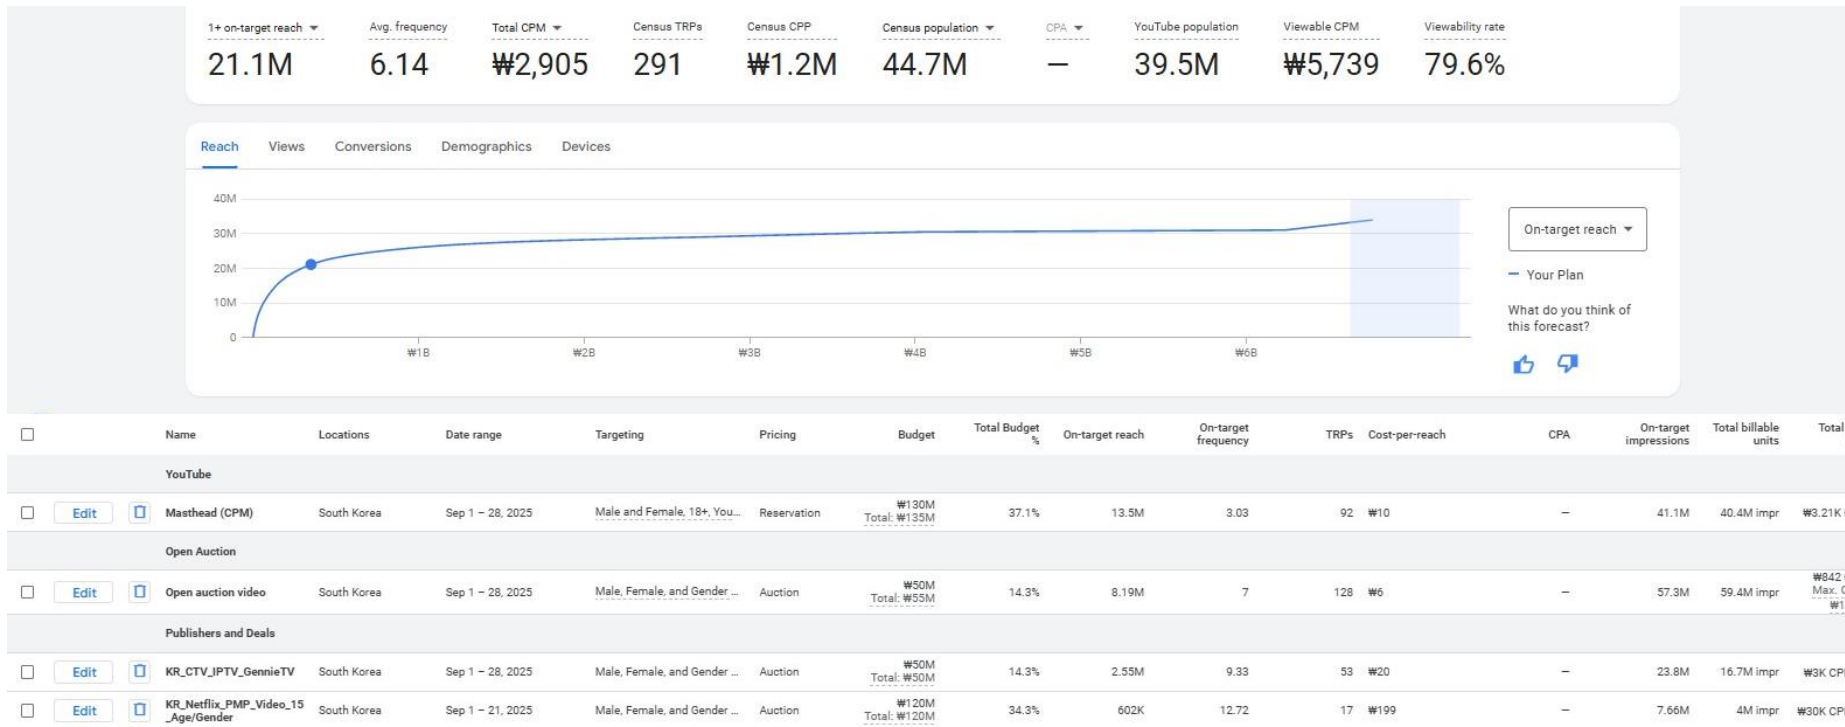 1+ on-target reach Avg. frequency Total CPM Census TRPs Census CPP Census population CPA YouTube population Viewable CPM Viewability rate
21.1M 6.14 ₩2,905 291 ₩1.2M 44.7M — 39.5M ₩5,739 79.6%
Reach Views Conversions Demographics Devices
40M
30M
20M
10M
0
₩1B ₩2B ₩3B ₩4B ₩5B ₩6B
On-target reach
Your Plan
What do you think of
this forecast?
Name Locations Date range Targeting Pricing Budget Total Budget % On-target reach On-target frequency TRPs Cost-per-reach CPA On-target impressions Total billable units Total
YouTube
Edit Masthead (CPM) South Korea Sep 1 – 28, 2025 Male and Female, 18+, You... Reservation ₩130M Total: ₩135M 37.1% 13.5M 3.03 92 ₩10 – 41.1M 40.4M impr ₩3.21K
Open Auction
Edit Open auction video South Korea Sep 1 – 28, 2025 Male, Female, and Gender ... Auction ₩50M Total: ₩55M 14.3% 8.19M 7 128 ₩6 – 57.3M 59.4M impr ₩842 Max. ₩1
Publishers and Deals
Edit KR_CTV_IPTV_GennieTV South Korea Sep 1 – 28, 2025 Male, Female, and Gender ... Auction ₩50M Total: ₩50M 14.3% 2.55M 9.33 53 ₩20 – 23.8M 16.7M impr ₩3K CP
Edit KR_Netflix_PMP_Video_15_Age/Gender South Korea Sep 1 – 21, 2025 Male, Female, and Gender ... Auction ₩120M Total: ₩120M 34.3% 602K 12.72 17 ₩199 – 7.66M 4M impr ₩30K CP